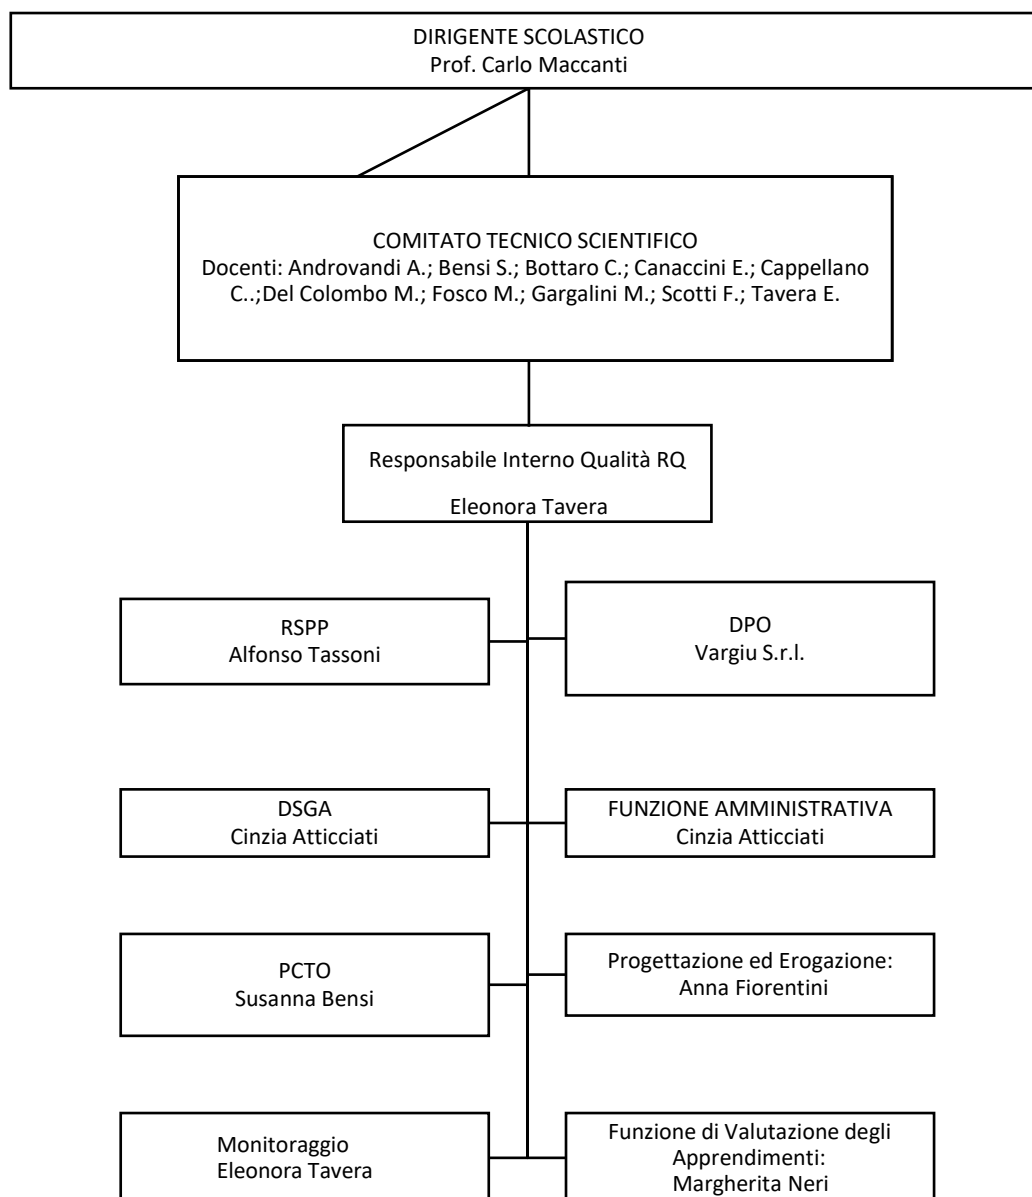 DIRIGENTE SCOLASTICO
Prof. Carlo Maccanti
COMITATO TECNICO SCIENTIFICO
Docenti: Androvandi A.; Bensi S.; Bottaro C.; Canaccini E.; Cappellano
C..;Del Colombo M.; Fosco M.; Gargalini M.; Scotti F.; Tavera E.
Responsabile Interno Qualità RQ
Eleonora Tavera
RSPP
Alfonso Tassoni
DPO
Vargiu S.r.l.
DSGA
Cinzia Atticciati
FUNZIONE AMMINISTRATIVA
Cinzia Atticciati
PCTO
Susanna Bensi
Progettazione ed Erogazione:
Anna Fiorentini
Monitoraggio
Eleonora Tavera
Funzione di Valutazione degli
Apprendimenti:
Margherita Neri